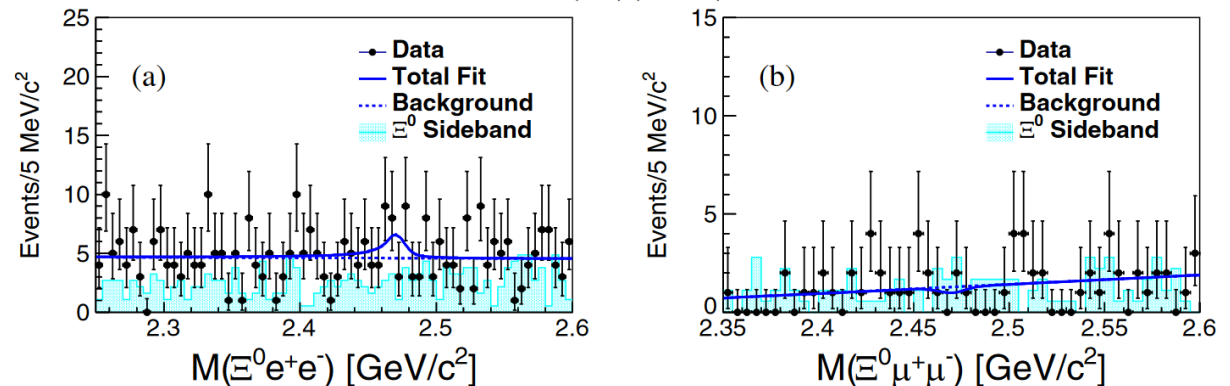 25
20
15
10
5
0
Events/5 MeV/c²
(a)
Data
Total Fit
Background
Ξ⁰ Sideband
2.3
2.4
2.5
2.6
M(Ξ⁰e⁺e⁻) [GeV/c²]
15
10
5
0
Events/5 MeV/c²
(b)
Data
Total Fit
Background
Ξ⁰ Sideband
2.35
2.4
2.45
2.5
2.55
2.6
M(Ξ⁰μ⁺μ⁻) [GeV/c²]